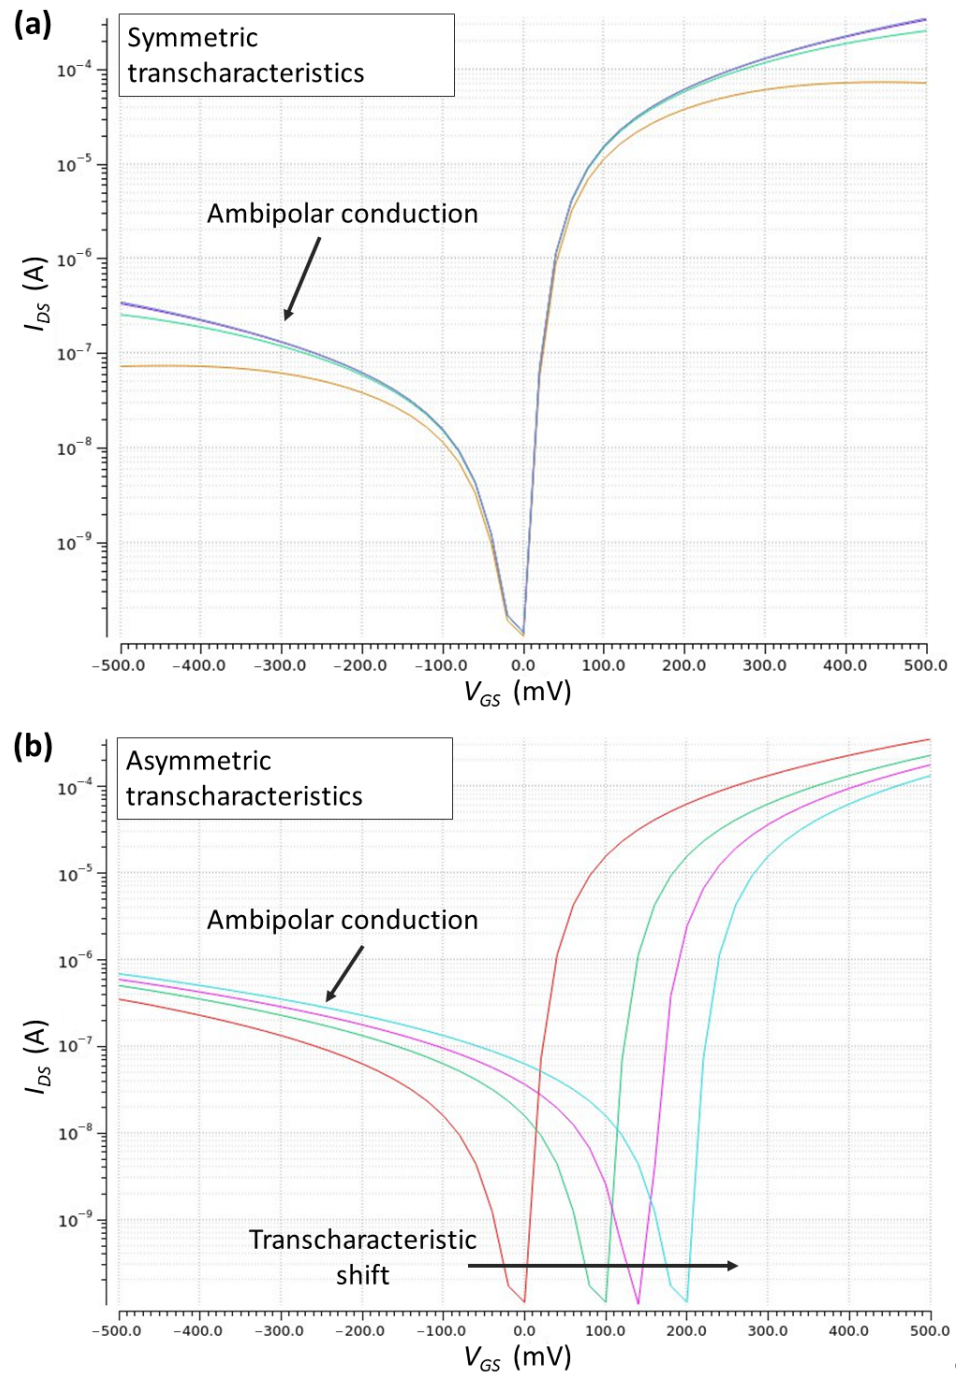 (a)
Symmetric
transcharacteristics
Ambipolar conduction
10⁻⁴
10⁻⁵
10⁻⁶
10⁻⁷
10⁻⁸
10⁻⁹
I_DS (A)
−500.0 −400.0 −300.0 −200.0 −100.0 0.0 100.0 200.0 300.0 400.0 500.0
V_GS (mV)
(b)
Asymmetric
transcharacteristics
Ambipolar conduction
10⁻⁴
10⁻⁵
10⁻⁶
10⁻⁷
10⁻⁸
10⁻⁹
I_DS (A)
Transcharacteristic
shift
−500.0 −400.0 −300.0 −200.0 −100.0 0.0 100.0 200.0 300.0 400.0 500.0
V_GS (mV)